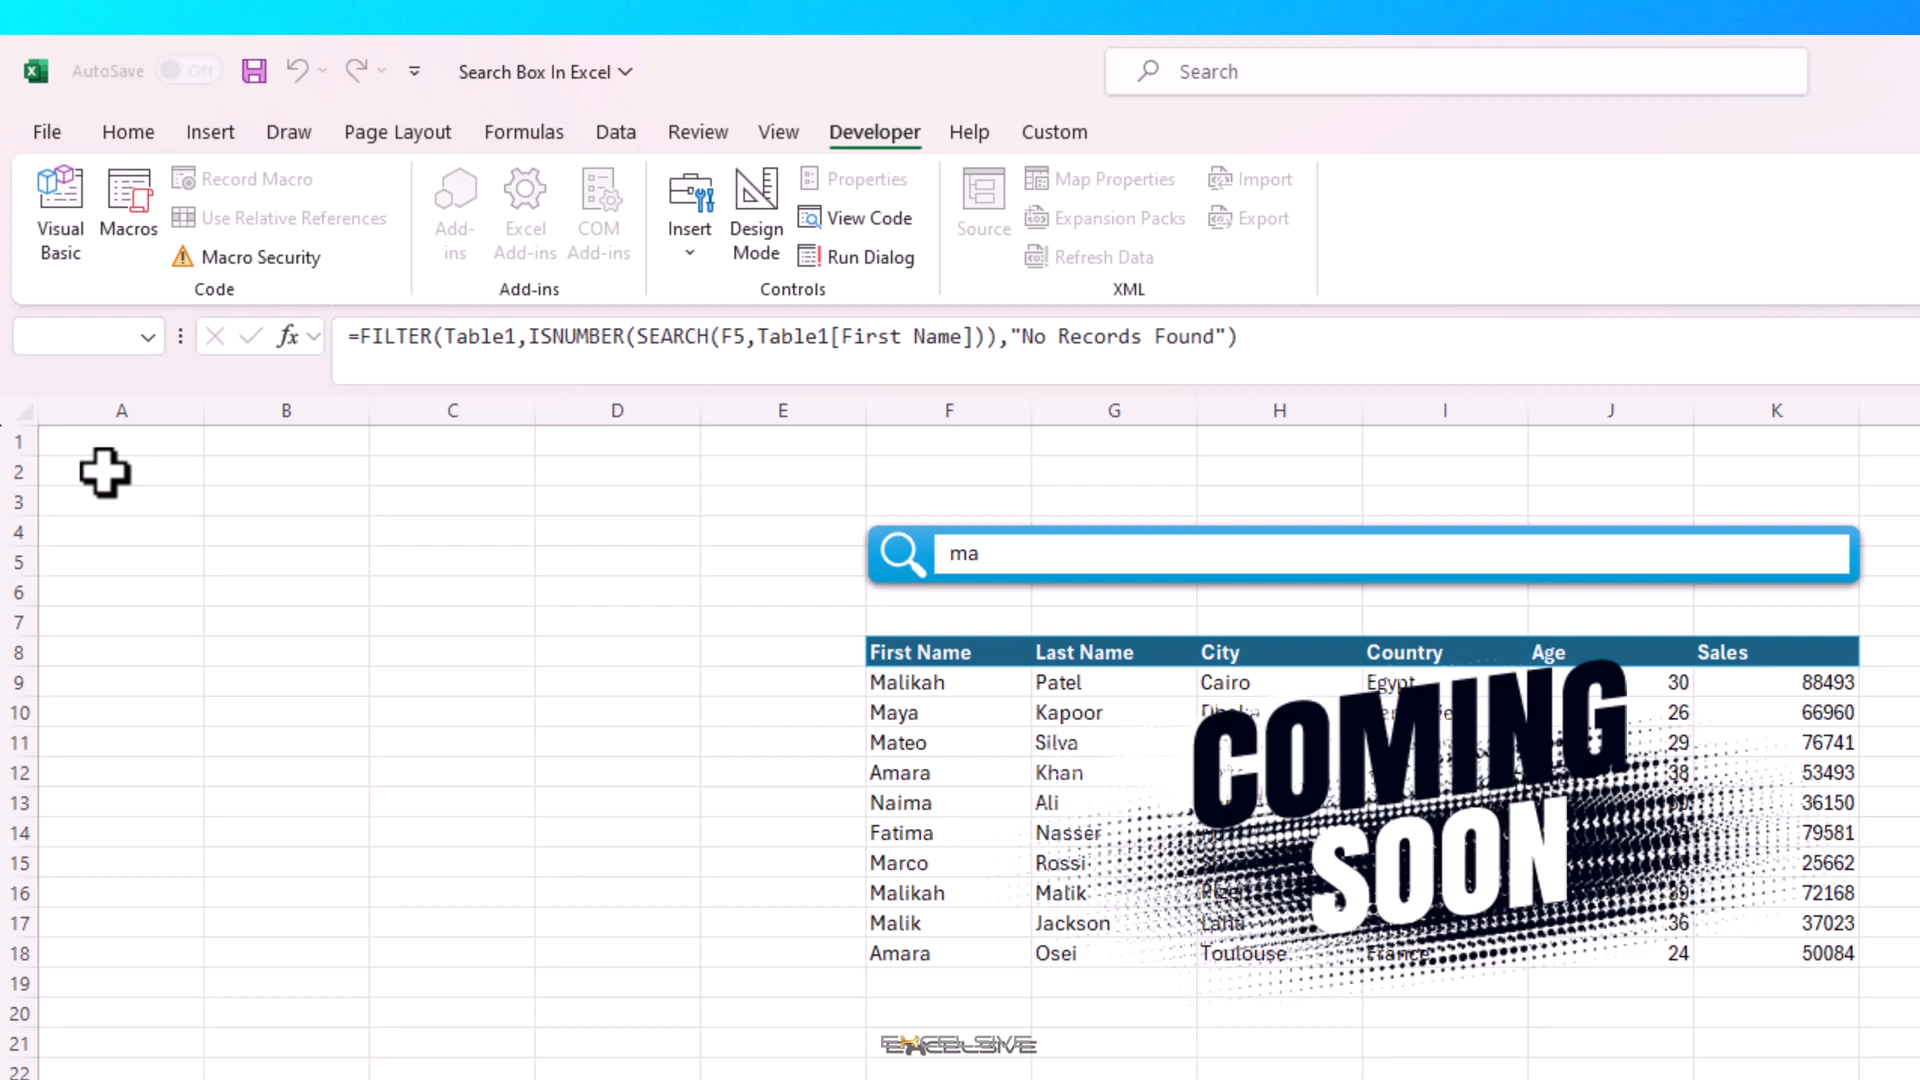 AutoSave Off Search Box In Excel Search
File Home Insert Draw Page Layout Formulas Data Review View Developer Help Custom
Visual Basic
Macros
Record Macro
Use Relative References
Macro Security
Code
Add-ins
Excel Add-ins
COM Add-ins
Add-ins
Insert
Design Mode
Properties
View Code
Run Dialog
Controls
Source
Map Properties
Expansion Packs
Refresh Data
Import
Export
XML
fx =FILTER(Table1,ISNUMBER(SEARCH(F5,Table1[First Name])),"No Records Found")
A B C D E F G H I J K
1
2
3
4
5 ma
6
7
8 First Name Last Name City Country Age Sales
9 Malikah Patel Cairo Egypt 30 88493
10 Maya Kapoor 26 66960
11 Mateo Silva 29 76741
12 Amara Khan 38 53493
13 Naima Ali 36150
14 Fatima Nasser 79581
15 Marco Rossi 25662
16 Malikah Malik 39 72168
17 Malik Jackson 36 37023
18 Amara Osei Toulouse France 24 50084
19
20
21
22
COMING
SOON
EXCELSIVE